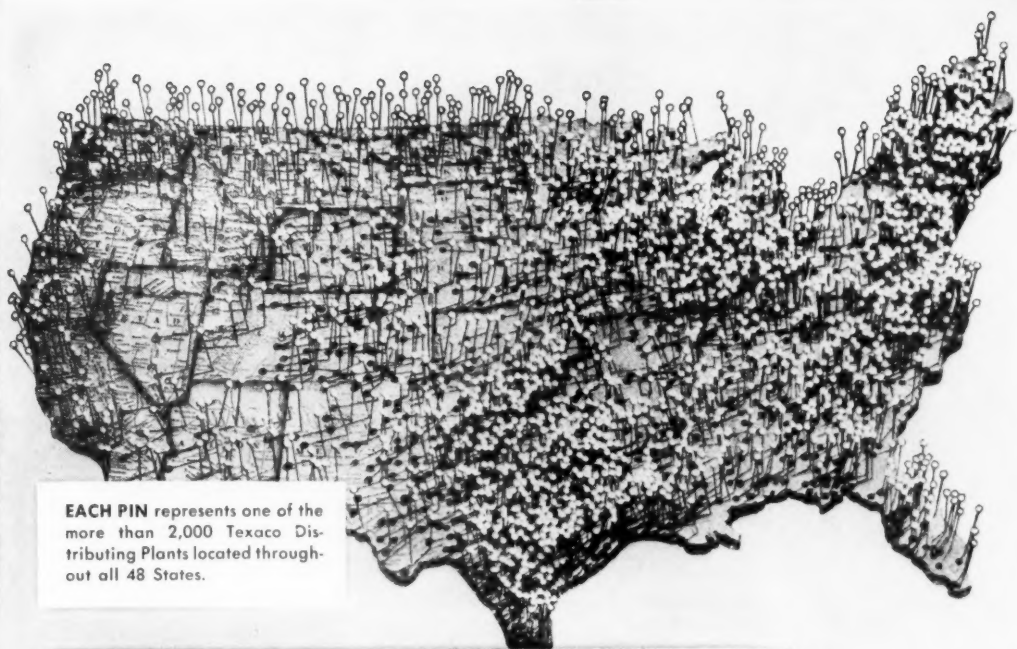 EACH PIN represents one of the
more than 2,000 Texaco Dis-
tributing Plants located through-
out all 48 States.